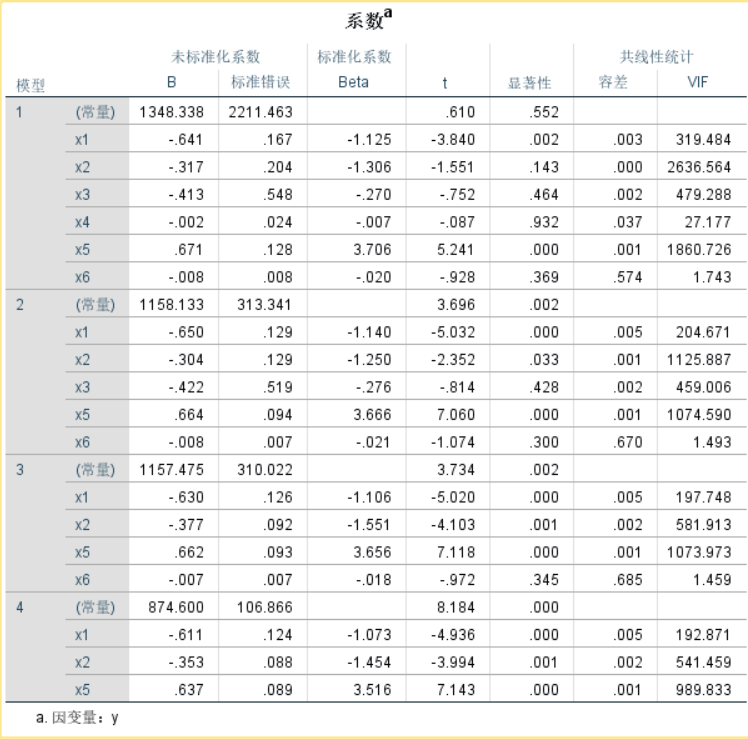 系数a
未标准化系数 标准化系数 共线性统计
模型 B 标准错误 Beta t 显著性 容差 VIF
1 (常量) 1348.338 2211.463 .610 .552
x1 -.641 .167 -1.125 -3.840 .002 .003 319.484
x2 -.317 .204 -1.306 -1.551 .143 .000 2636.564
x3 -.413 .548 -.270 -.752 .464 .002 479.288
x4 -.002 .024 -.007 -.087 .932 .037 27.177
x5 .671 .128 3.706 5.241 .000 .001 1860.726
x6 -.008 .008 -.020 -.928 .369 .574 1.743
2 (常量) 1158.133 313.341 3.696 .002
x1 -.650 .129 -1.140 -5.032 .000 .005 204.671
x2 -.304 .129 -1.250 -2.352 .033 .001 1125.887
x3 -.422 .519 -.276 -.814 .428 .002 459.006
x5 .664 .094 3.666 7.060 .000 .001 1074.590
x6 -.008 .007 -.021 -1.074 .300 .670 1.493
3 (常量) 1157.475 310.022 3.734 .002
x1 -.630 .126 -1.106 -5.020 .000 .005 197.748
x2 -.377 .092 -1.551 -4.103 .001 .002 581.913
x5 .662 .093 3.656 7.118 .000 .001 1073.973
x6 -.007 .007 -.018 -.972 .345 .685 1.459
4 (常量) 874.600 106.866 8.184 .000
x1 -.611 .124 -1.073 -4.936 .000 .005 192.871
x2 -.353 .088 -1.454 -3.994 .001 .002 541.459
x5 .637 .089 3.516 7.143 .000 .001 989.833
a. 因变量：y